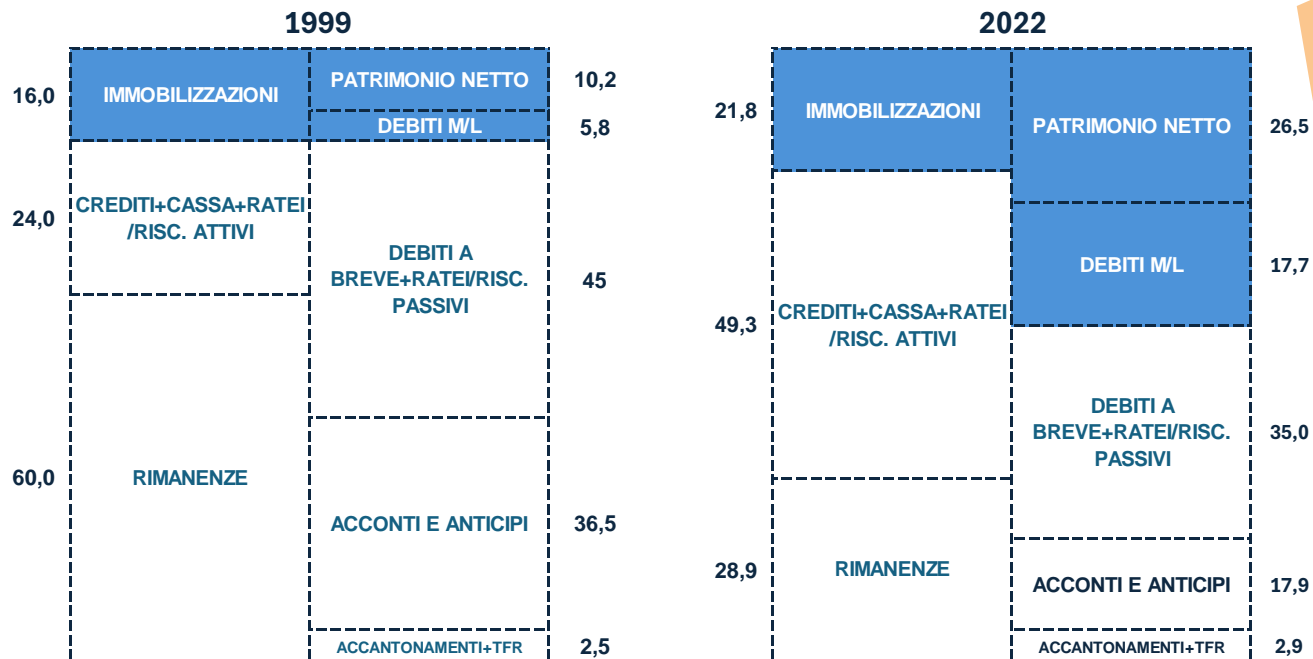 1999
16,0
IMMOBILIZZAZIONI
PATRIMONIO NETTO
10,2
DEBITI M/L
5,8
24,0
CREDITI+CASSA+RATEI
/RISC. ATTIVI
DEBITI A
BREVE+RATEI/RISC.
PASSIVI
45
60,0
RIMANENZE
ACCONTI E ANTICIPI
36,5
ACCANTONAMENTI+TFR
2,5
2022
21,8
IMMOBILIZZAZIONI
PATRIMONIO NETTO
26,5
DEBITI M/L
17,7
49,3
CREDITI+CASSA+RATEI
/RISC. ATTIVI
DEBITI A
BREVE+RATEI/RISC.
PASSIVI
35,0
28,9
RIMANENZE
ACCONTI E ANTICIPI
17,9
ACCANTONAMENTI+TFR
2,9